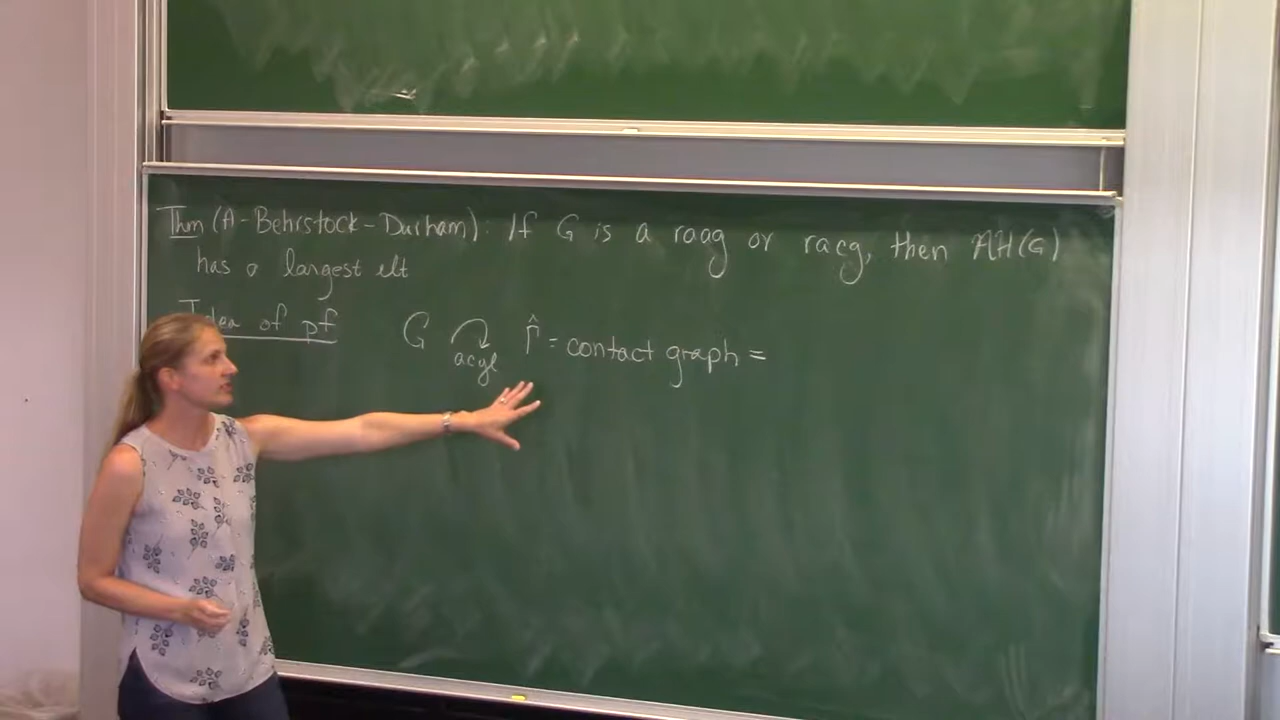 Thm (A - Behrstock - Durham): If G is a raag or racg, then AH(G)
has a largest elt
Idea of pf G ↷ Γ̂ = contact graph =
acyl